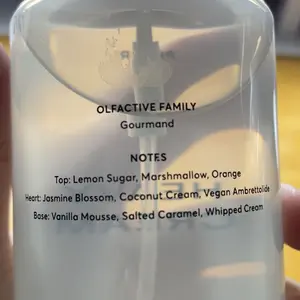 OLFACTIVE FAMILY
Gourmand
NOTES
Top: Lemon Sugar, Marshmallow, Orange
Heart: Jasmine Blossom, Coconut Cream, Vegan Ambrettolide
Base: Vanilla Mousse, Salted Caramel, Whipped Cream